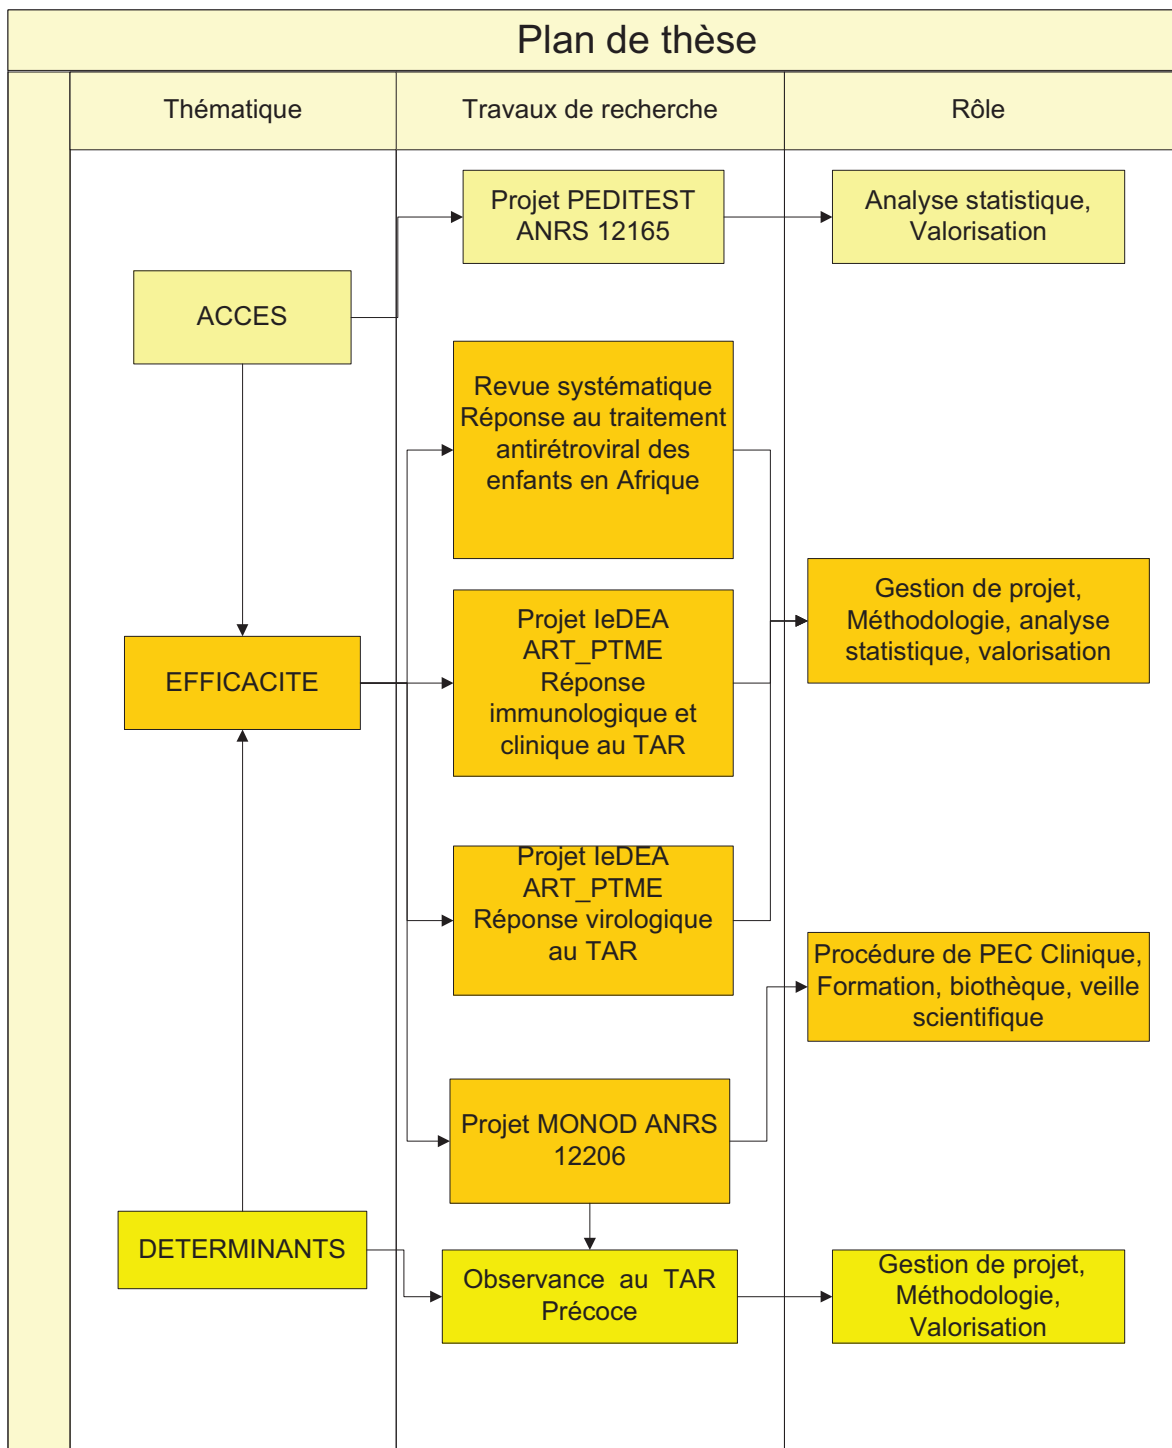 Plan de thèse
Thématique
Travaux de recherche
Rôle
Projet PEDITEST
ANRS 12165
Analyse statistique,
Valorisation
ACCES
Revue systématique
Réponse au traitement
antirétroviral des
enfants en Afrique
Gestion de projet,
Méthodologie, analyse
statistique, valorisation
Projet IeDEA
ART_PTME
Réponse
immunologique et
clinique au TAR
EFFICACITE
Projet IeDEA
ART_PTME
Réponse virologique
au TAR
Procédure de PEC Clinique,
Formation, biothèque, veille
scientifique
Projet MONOD ANRS
12206
DETERMINANTS
Observance au TAR
Précoce
Gestion de projet,
Méthodologie,
Valorisation